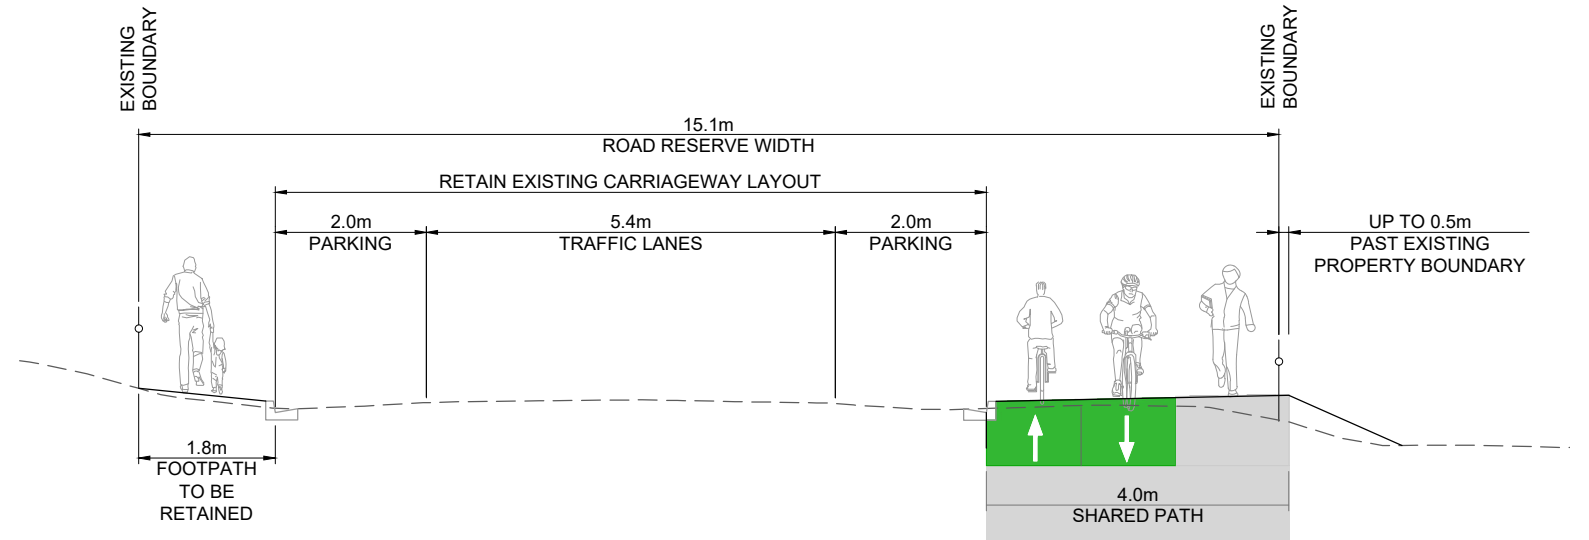 EXISTING
BOUNDARY
EXISTING
BOUNDARY
15.1m
ROAD RESERVE WIDTH
RETAIN EXISTING CARRIAGEWAY LAYOUT
2.0m
PARKING
5.4m
TRAFFIC LANES
2.0m
PARKING
UP TO 0.5m
PAST EXISTING
PROPERTY BOUNDARY
1.8m
FOOTPATH
TO BE
RETAINED
4.0m
SHARED PATH